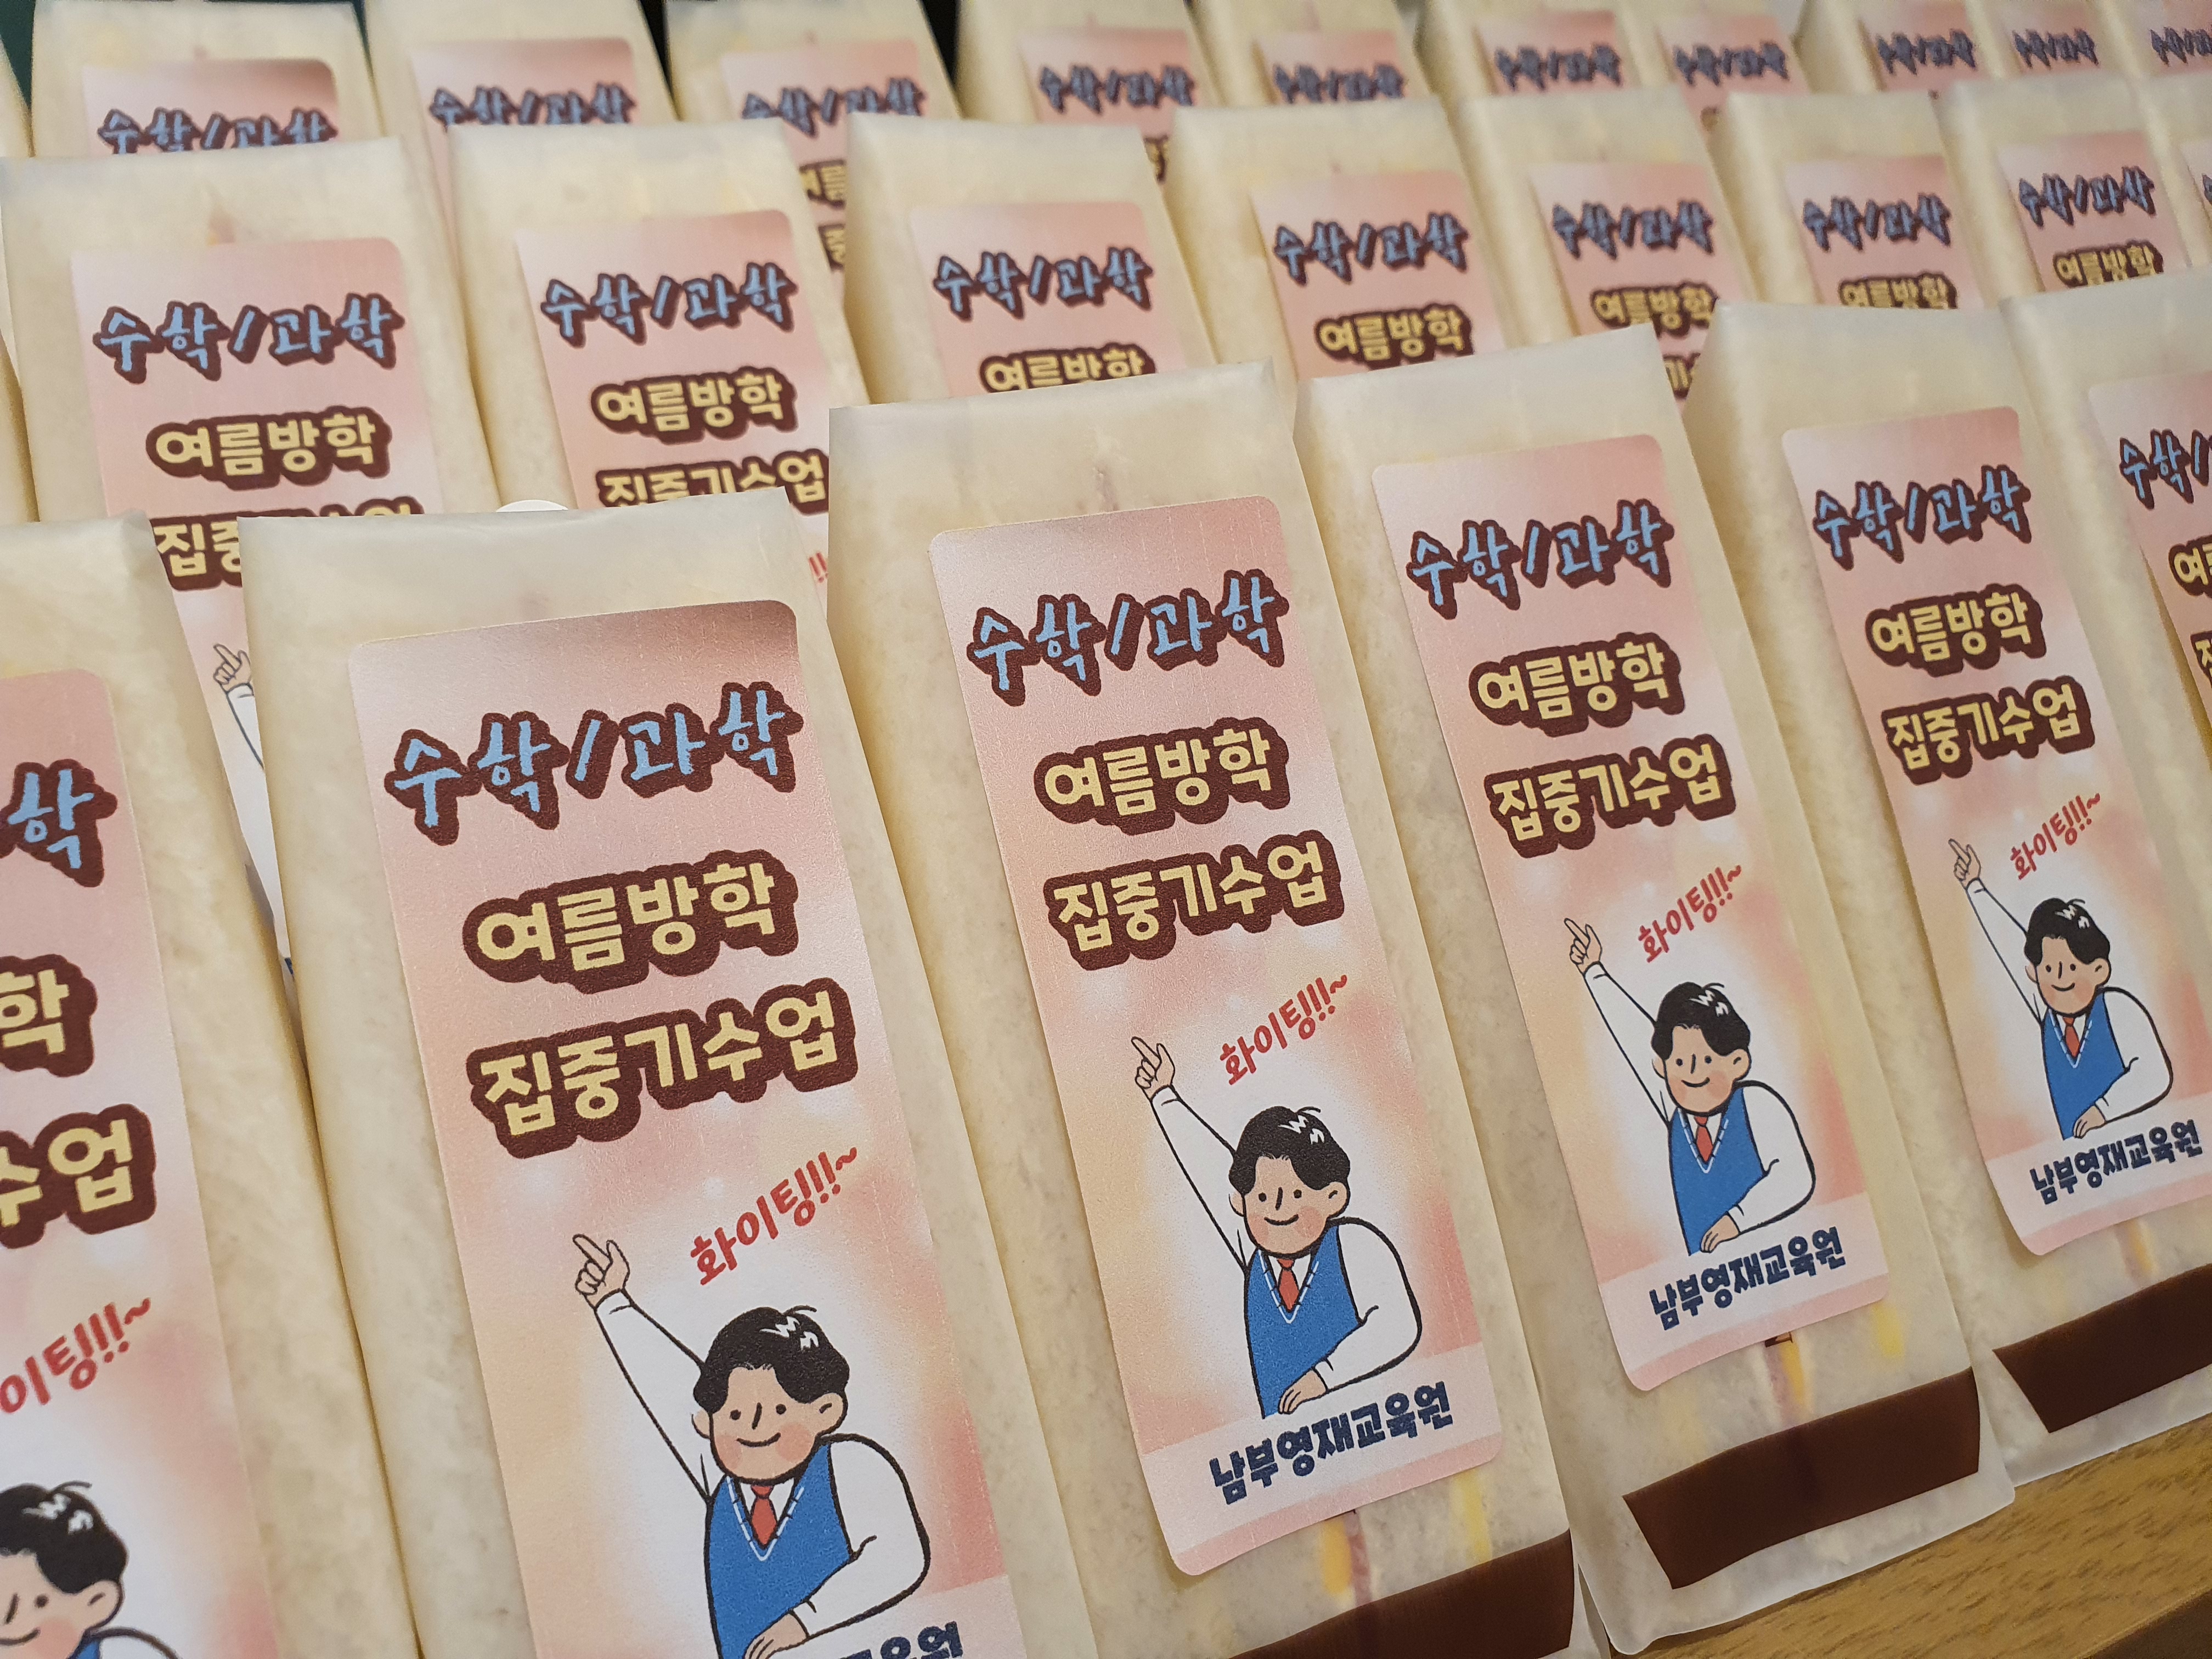 수학/과학
여름방학
집중기수업
화이팅!!~
남부영재교육원